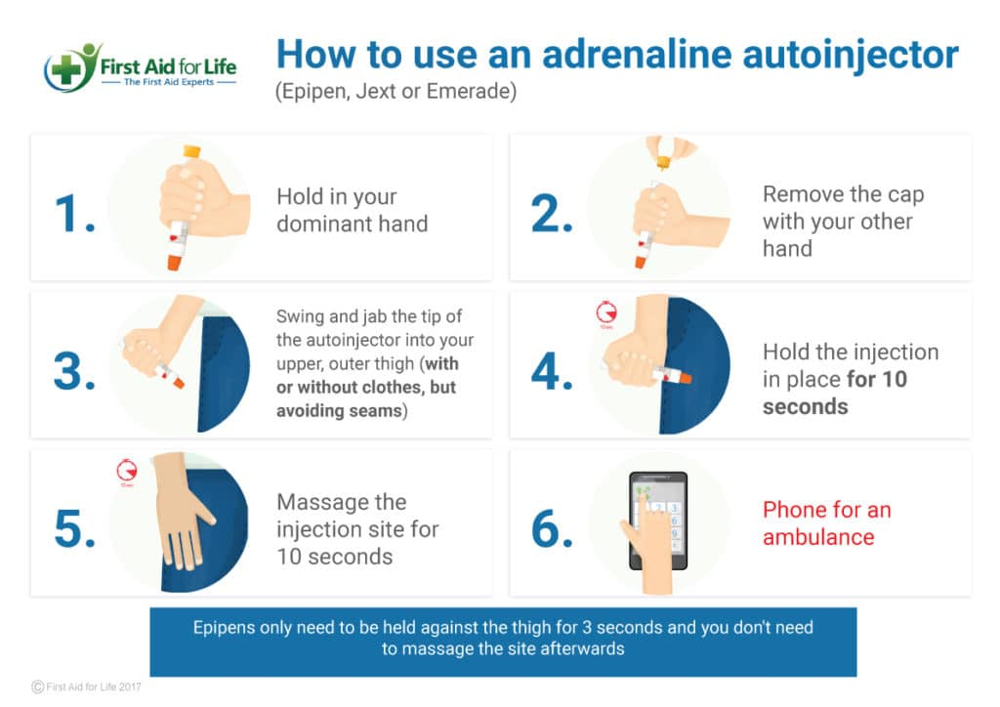 First Aid for Life
The First Aid Experts
How to use an adrenaline autoinjector
(Epipen, Jext or Emerade)
1.
Hold in your
dominant hand
2.
Remove the cap
with your other
hand
3.
Swing and jab the tip of
the autoinjector into your
upper, outer thigh (with
or without clothes, but
avoiding seams)
4.
Hold the injection
in place for 10
seconds
5.
Massage the
injection site for
10 seconds
6.
Phone for an
ambulance
Epipens only need to be held against the thigh for 3 seconds and you don't need
to massage the site afterwards
© First Aid for Life 2017